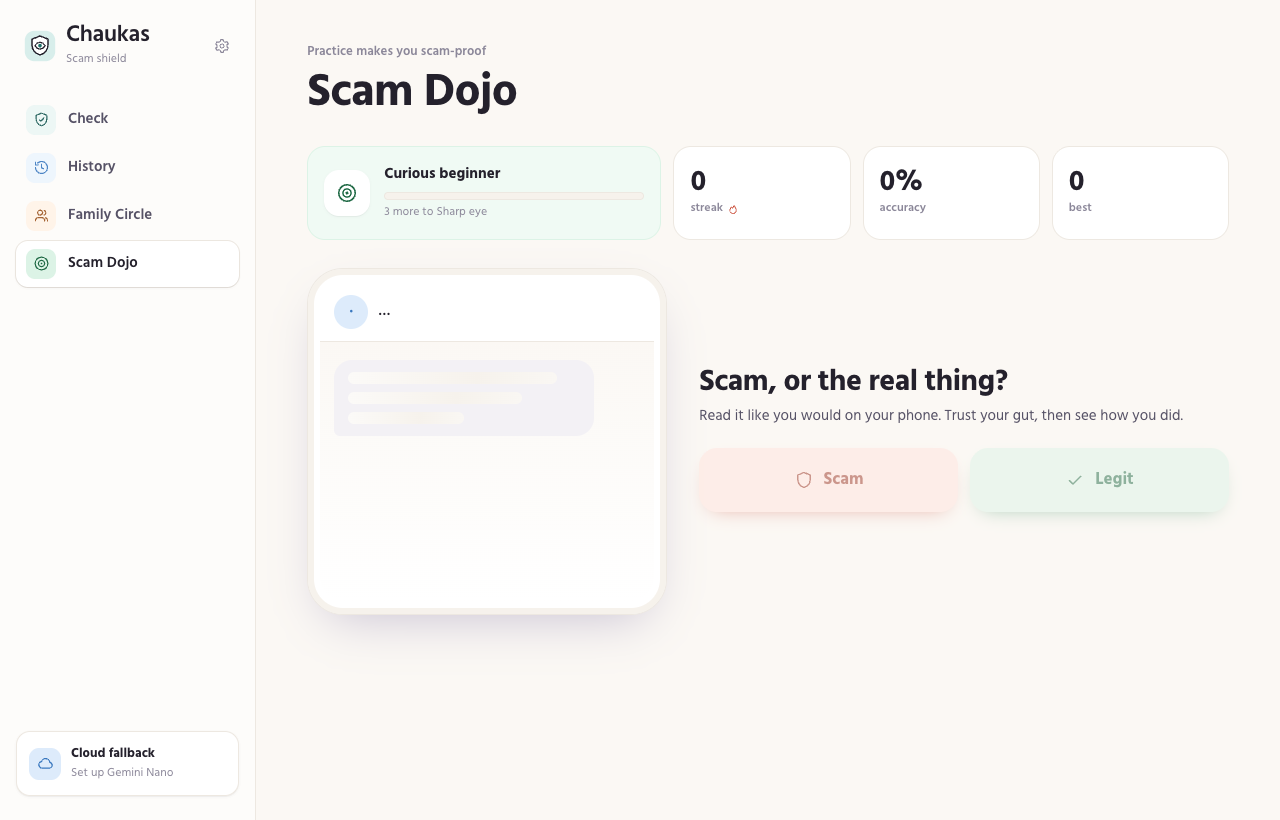 Chaukas
Scam shield
Check
History
Family Circle
Scam Dojo
Cloud fallback
Set up Gemini Nano
Practice makes you scam-proof
Scam Dojo
Curious beginner
3 more to Sharp eye
0
streak
0%
accuracy
0
best
...
Scam, or the real thing?
Read it like you would on your phone. Trust your gut, then see how you did.
Scam
Legit